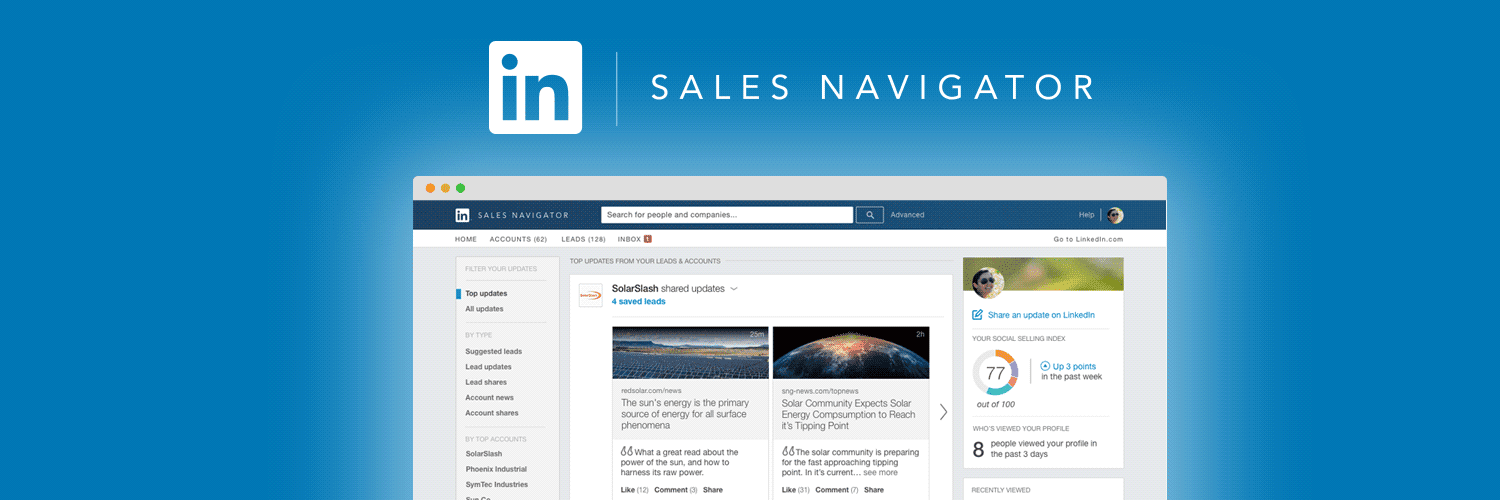 in
SALES NAVIGATOR
in SALES NAVIGATOR
Search for people and companies...
Advanced
Help
HOME
ACCOUNTS (62)
LEADS (128)
INBOX
Go to LinkedIn.com
FILTER YOUR UPDATES
Top updates
All updates
BY TYPE
Suggested leads
Lead updates
Lead shares
Account news
Account shares
BY TOP ACCOUNTS
SolarSlash
Phoenix Industrial
SymTec Industries
TOP UPDATES FROM YOUR LEADS & ACCOUNTS
SolarSlash shared updates
4 saved leads
25m
redsolar.com/news
The sun's energy is the primary
source of energy for all surface
phenomena
What a great read about the
power of the sun, and how to
harness its raw power.
Like (12) Comment (3) Share
2h
sng-news.com/topnews
Solar Community Expects Solar
Energy Compsumption to Reach
it's Tipping Point
The solar community is preparing
for the fast approaching tipping
point. In it's current... see more
Like (31) Comment (7) Share
Share an update on LinkedIn
YOUR SOCIAL SELLING INDEX
77
out of 100
Up 3 points
in the past week
WHO'S VIEWED YOUR PROFILE
8 people viewed your profile in
the past 3 days
RECENTLY VIEWED